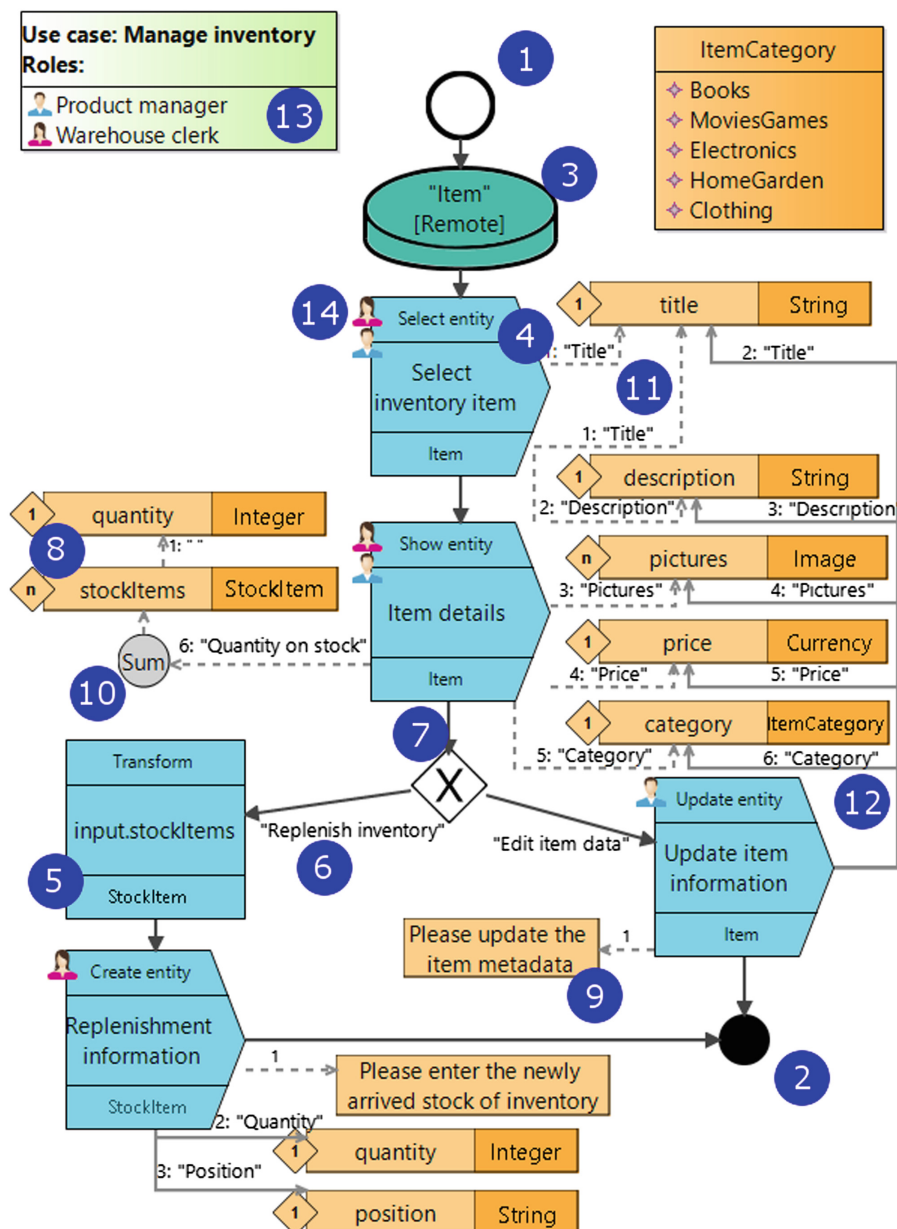 Use case: Manage inventory
Roles:
Product manager
Warehouse clerk
13
1
ItemCategory
Books
MoviesGames
Electronics
HomeGarden
Clothing
3
"Item"
[Remote]
14
Select entity
4
Select
inventory item
Item
1
title
String
1: "Title"
2: "Title"
11
1: "Title"
1
description
String
2: "Description"
3: "Description"
1
quantity
Integer
8
1: " "
n
stockItems
StockItem
Sum
10
6: "Quantity on stock"
Show entity
Item details
Item
n
pictures
Image
3: "Pictures"
4: "Pictures"
1
price
Currency
4: "Price"
5: "Price"
1
category
ItemCategory
5: "Category"
6: "Category"
7
X
12
Transform
input.stockItems
StockItem
5
"Replenish inventory"
6
"Edit item data"
Update entity
Update item
information
Item
1
Please update the
item metadata
9
Create entity
Replenishment
information
StockItem
2
1
Please enter the newly
arrived stock of inventory
2: "Quantity"
1
quantity
Integer
3: "Position"
1
position
String